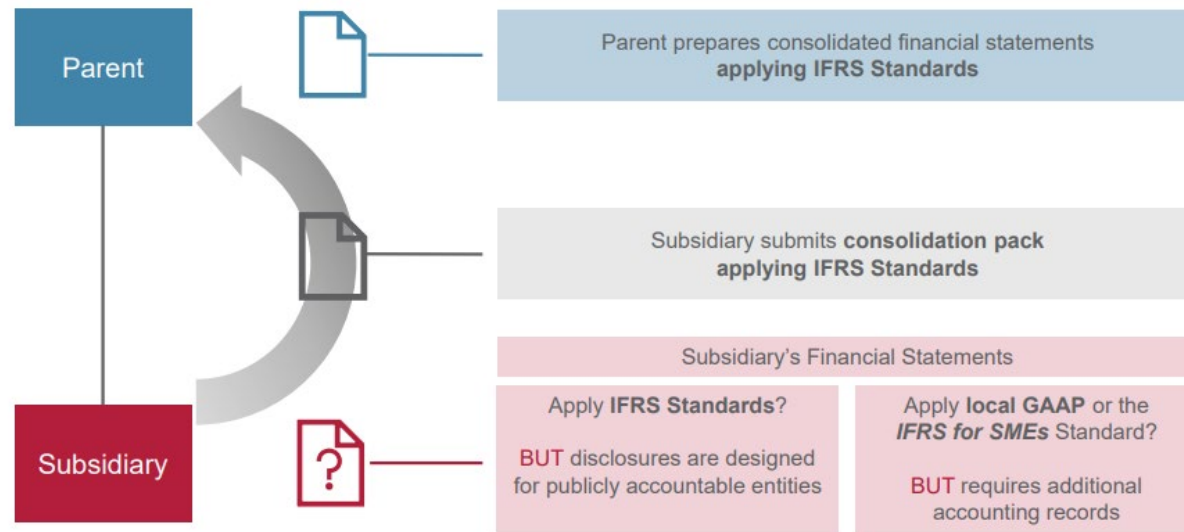 Parent
Parent prepares consolidated financial statements
applying IFRS Standards
Subsidiary submits consolidation pack
applying IFRS Standards
Subsidiary's Financial Statements
Subsidiary
?
Apply IFRS Standards?
BUT disclosures are designed
for publicly accountable entities
Apply local GAAP or the
IFRS for SMEs Standard?
BUT requires additional
accounting records